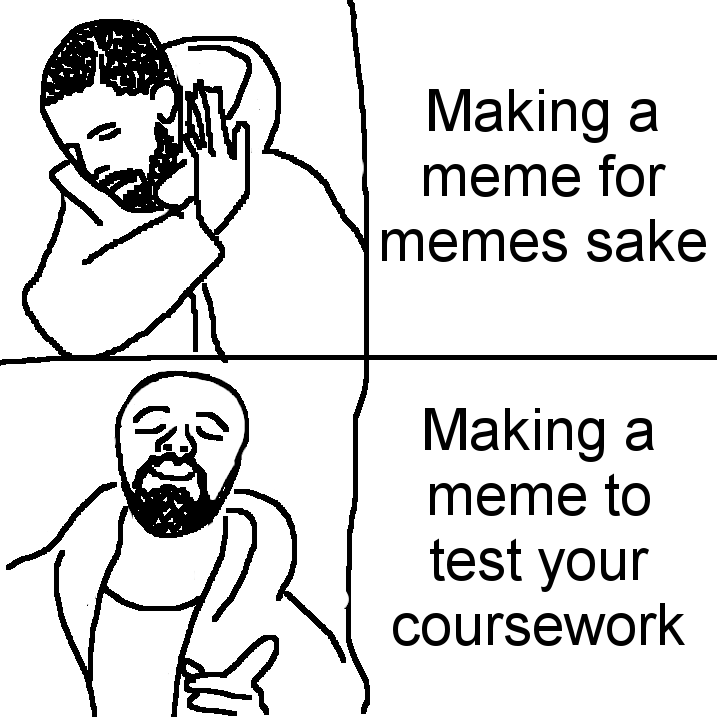 Making a
meme for
memes sake
Making a
meme to
test your
coursework